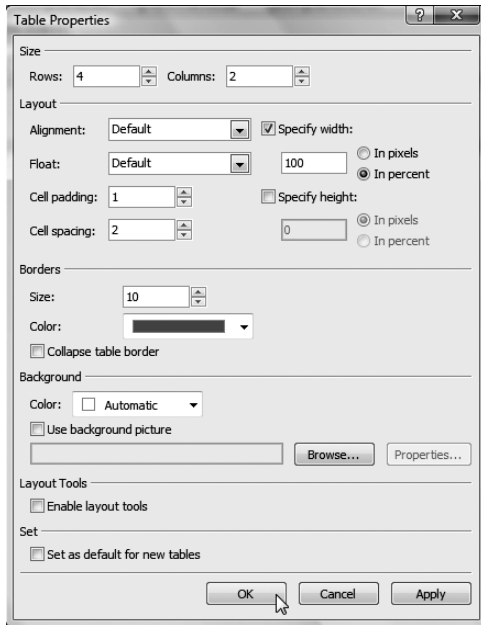 Table Properties
Size
Rows: 4 Columns: 2
Layout
Alignment: Default Specify width:
Float: Default 100 In pixels
In percent
Cell padding: 1 Specify height:
Cell spacing: 2 0 In pixels
In percent
Borders
Size: 10
Color:
Collapse table border
Background
Color: Automatic
Use background picture
Browse... Properties...
Layout Tools
Enable layout tools
Set
Set as default for new tables
OK Cancel Apply